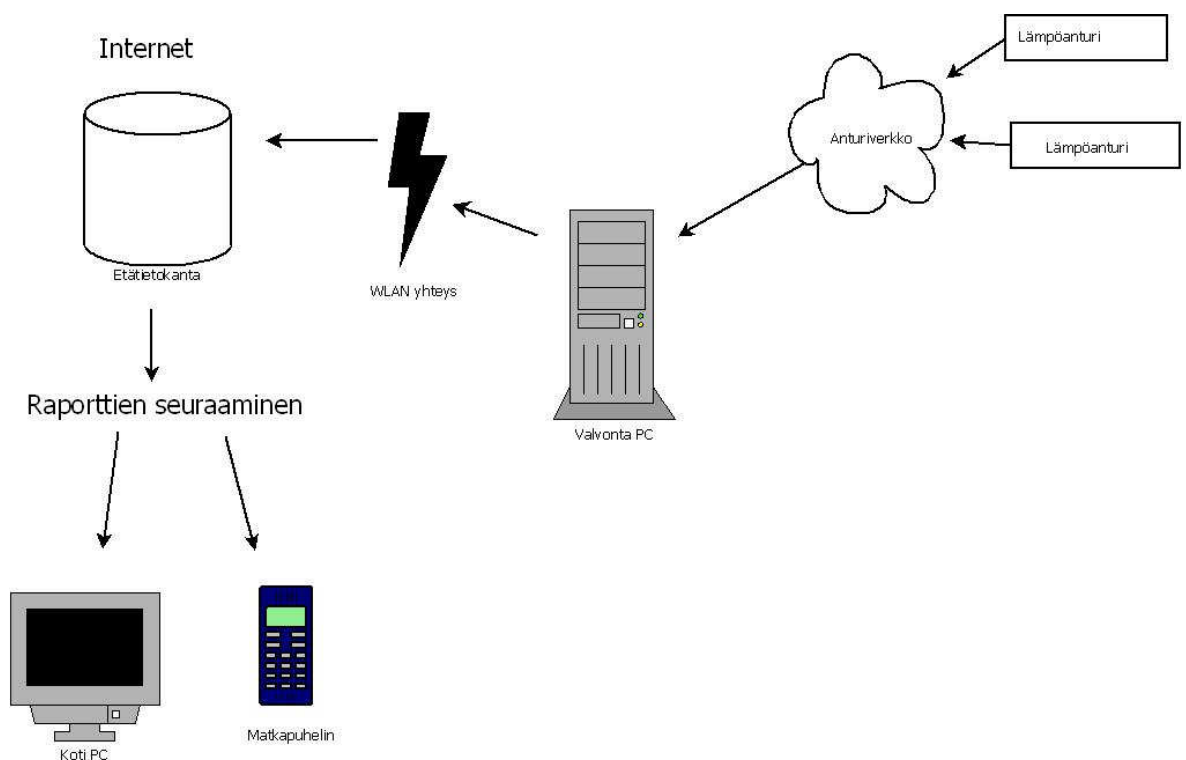 Internet
Lämpöanturi
Anturiverkko
Lämpöanturi
Etätietokanta
WLAN yhteys
Valvonta PC
Raporttien seuraaminen
Koti PC
Matkapuhelin